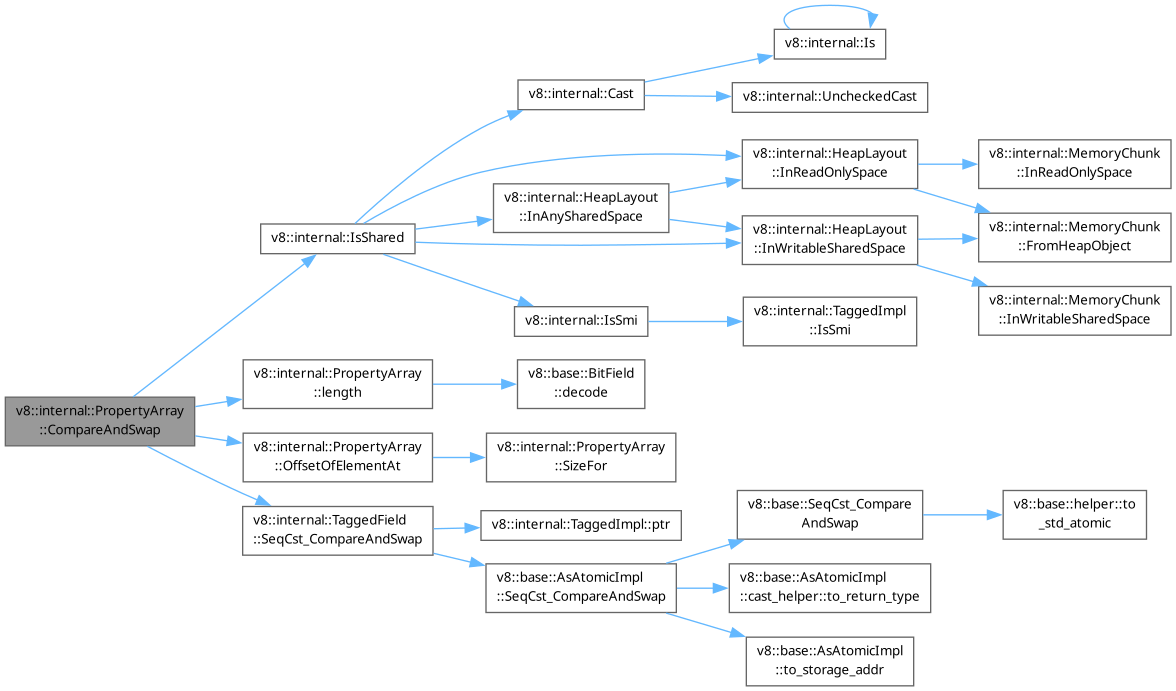 v8::internal::Is
v8::internal::Cast
v8::internal::UncheckedCast
v8::internal::HeapLayout
::InReadOnlySpace
v8::internal::MemoryChunk
::InReadOnlySpace
v8::internal::HeapLayout
::InAnySharedSpace
v8::internal::IsShared
v8::internal::HeapLayout
::InWritableSharedSpace
v8::internal::MemoryChunk
::FromHeapObject
v8::internal::MemoryChunk
::InWritableSharedSpace
v8::internal::IsSmi
v8::internal::TaggedImpl
::IsSmi
v8::internal::PropertyArray
::length
v8::base::BitField
::decode
v8::internal::PropertyArray
::CompareAndSwap
v8::internal::PropertyArray
::OffsetOfElementAt
v8::internal::PropertyArray
::SizeFor
v8::internal::TaggedField
::SeqCst_CompareAndSwap
v8::internal::TaggedImpl::ptr
v8::base::SeqCst_Compare
AndSwap
v8::base::helper::to
_std_atomic
v8::base::AsAtomicImpl
::SeqCst_CompareAndSwap
v8::base::AsAtomicImpl
::cast_helper::to_return_type
v8::base::AsAtomicImpl
::to_storage_addr